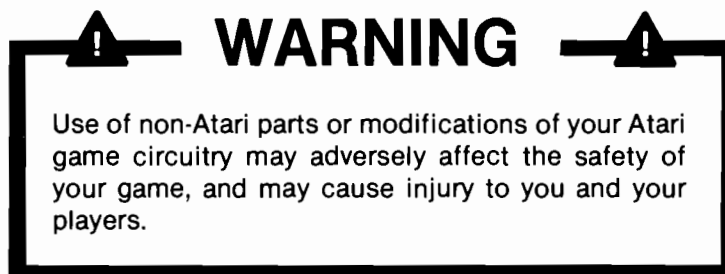 WARNING
Use of non-Atari parts or modifications of your Atari
game circuitry may adversely affect the safety of
your game, and may cause injury to you and your
players.